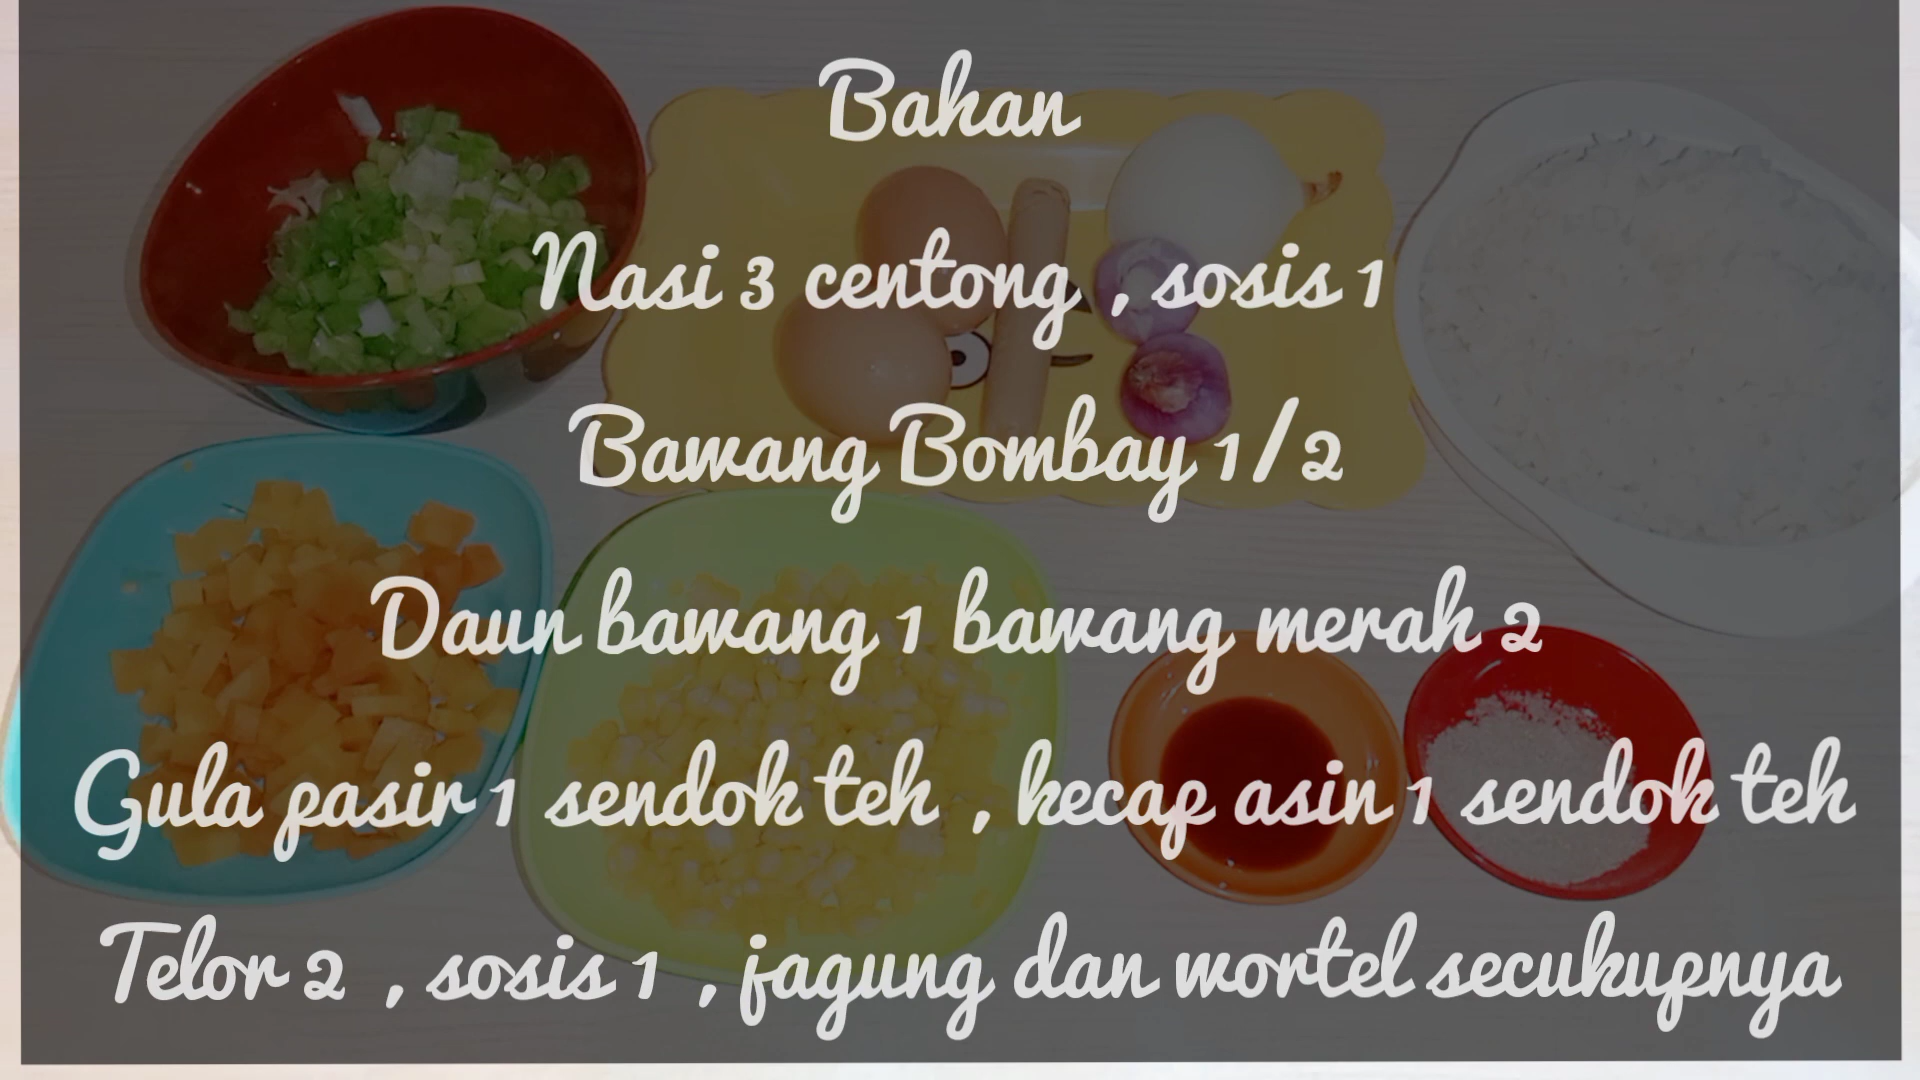 Bahan
Nasi 3 centong , sosis 1
Bawang Bombay 1/2
Daun bawang 1 bawang merah 2
Gula pasir 1 sendok teh , kecap asin 1 sendok teh
Telor 2 , sosis 1 , jagung dan wortel secukupnya